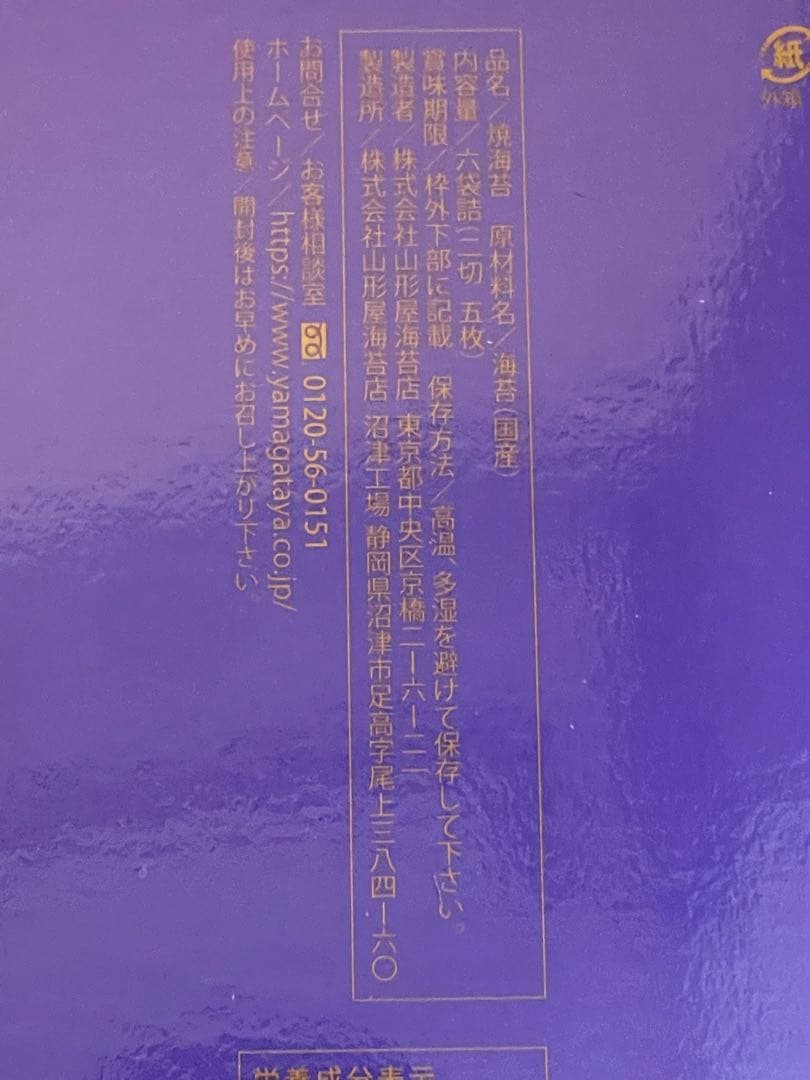 紙
外箱
品名/焼海苔 原材料名/海苔(国産)
内容量/六袋詰(二切 五枚)
賞味期限/枠外下部に記載 保存方法/高温、多湿を避けて保存して下さい。
製造者/株式会社山形屋海苔店 東京都中央区京橋二ー六ー二一
製造所/株式会社山形屋海苔店 沼津工場 静岡県沼津市足高字尾上三八四ー六〇
お問合せ/お客様相談室 0120-56-0151
ホームページ/https://www.yamagataya.co.jp/
使用上の注意/開封後はお早めにお召し上がり下さい。
栄養成分表示